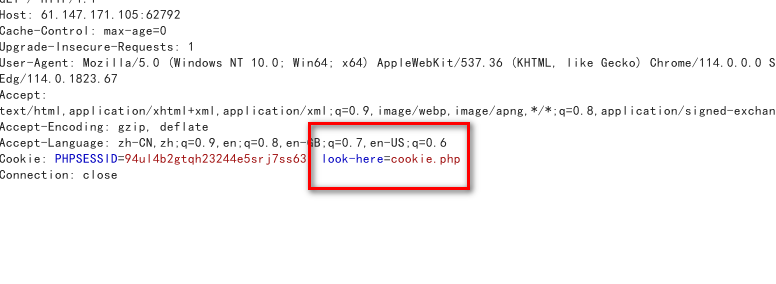 GET / HTTP/1.1
Host: 61.147.171.105:62792
Cache-Control: max-age=0
Upgrade-Insecure-Requests: 1
User-Agent: Mozilla/5.0 (Windows NT 10.0; Win64; x64) AppleWebKit/537.36 (KHTML, like Gecko) Chrome/114.0.0.0 S
Edg/114.0.1823.67
Accept:
text/html,application/xhtml+xml,application/xml;q=0.9,image/webp,image/apng,*/*;q=0.8,application/signed-exchan
Accept-Encoding: gzip, deflate
Accept-Language: zh-CN,zh;q=0.9,en;q=0.8,en-GB;q=0.7,en-US;q=0.6
Cookie: PHPSESSID=94ul4b2gtqh23244e5srj7ss63 look-here=cookie.php
Connection: close